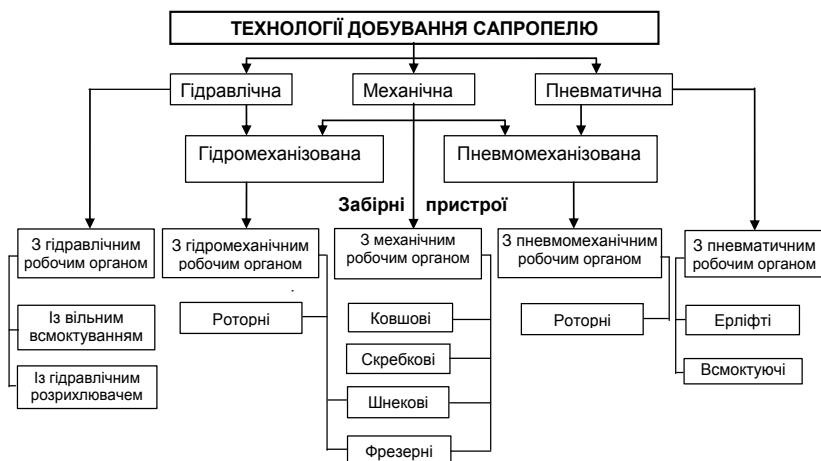 ТЕХНОЛОГІЇ ДОБУВАННЯ САПРОПЕЛЮ
Гідравлічна
Механічна
Пневматична
Гідромеханізована
Пневмомеханізована
Забірні пристрої
З гідравлічним
робочим органом
З гідромеханічним
робочим органом
З механічним
робочим органом
З пневмомеханічним
робочим органом
З пневматичним
робочим органом
Із вільним
всмоктуванням
Роторні
Ковшові
Роторні
Ерліфті
Скребкові
Всмоктуючі
Із гідравлічним
розрихлювачем
Шнекові
Фрезерні